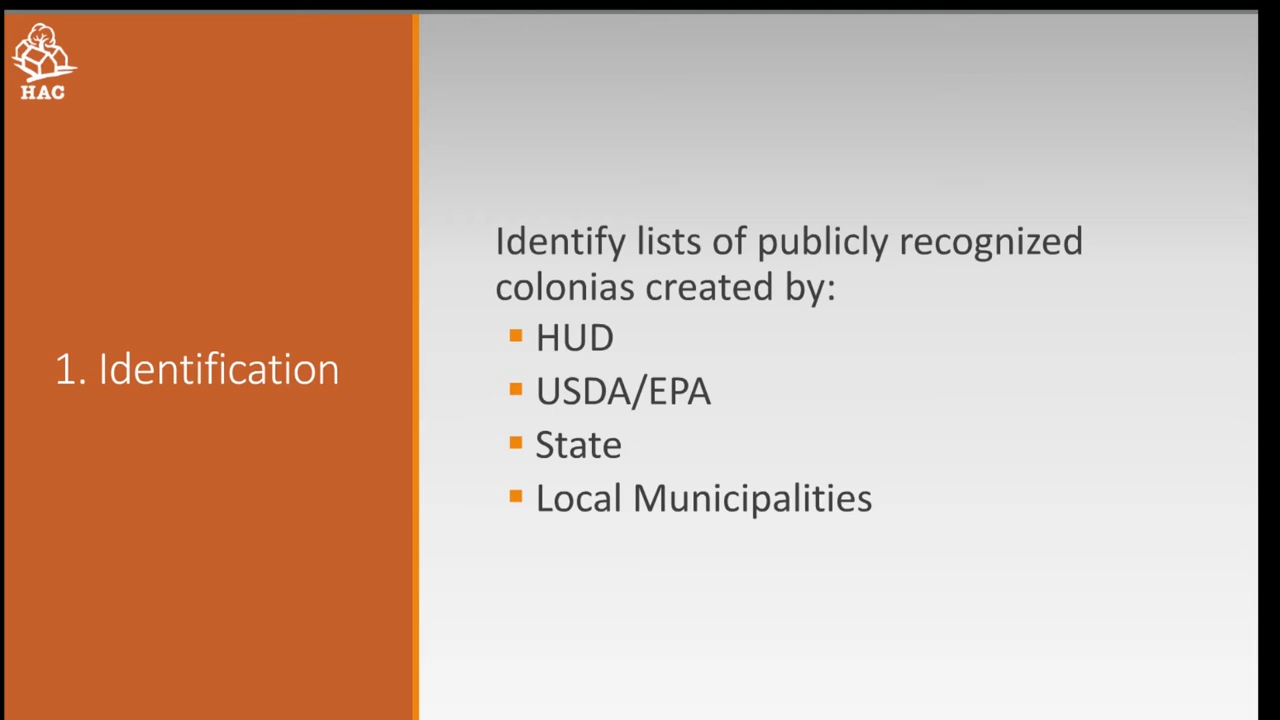 HAC
1. Identification
Identify lists of publicly recognized
colonias created by:
HUD
USDA/EPA
State
Local Municipalities